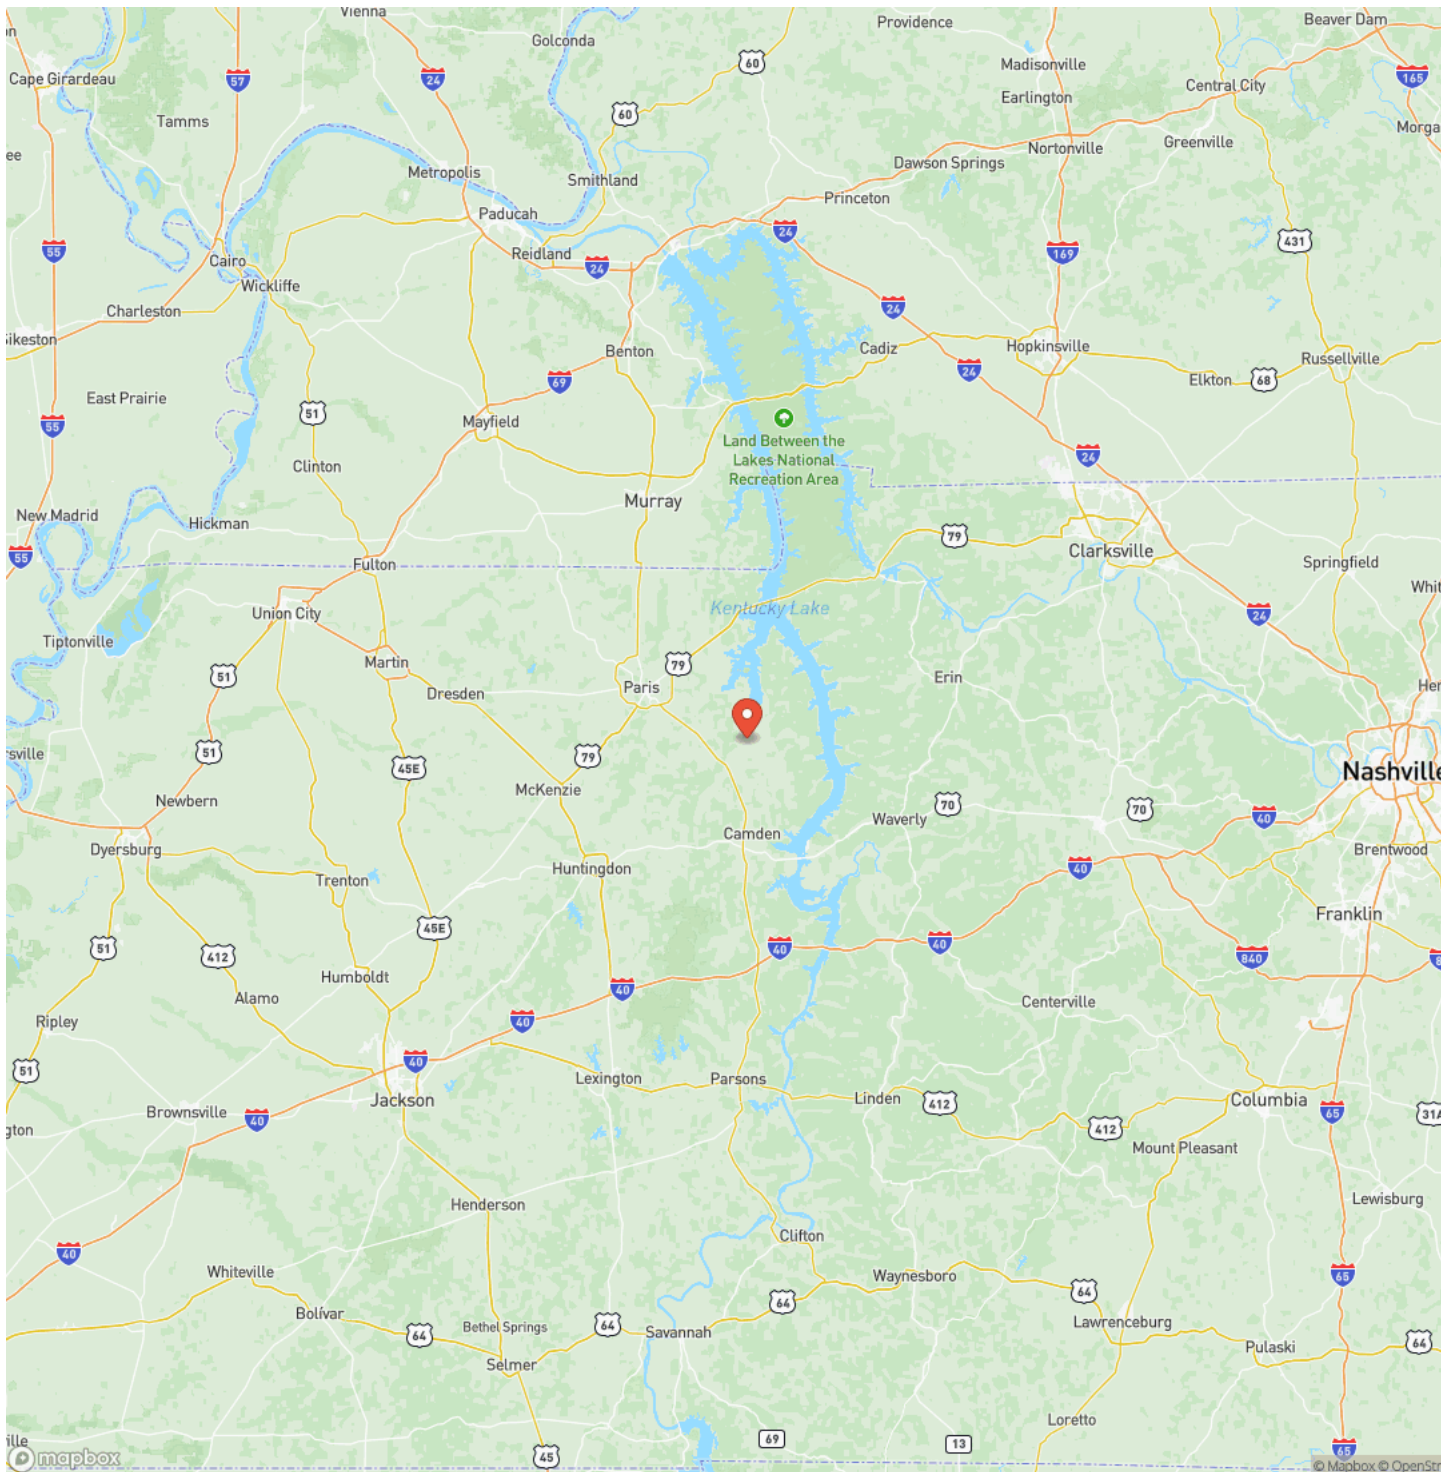 Vienna
Golconda
Providence
Beaver Dam
on
60
Madisonville
Cape Girardeau
57
24
165
Central City
Earlington
60
Tamms
Morga
Greenville
Nortonville
ee
Dawson Springs
Metropolis
Smithland
Princeton
Paducah
24
431
55
Reidland
169
Cairo
24
Wickliffe
24
Charleston
ikeston
Benton
Cadiz
Hopkinsville
Russellville
24
69
Elkton
68
East Prairie
51
55
Mayfield
Land Between the
Lakes National
Recreation Area
24
Clinton
Murray
New Madrid
Hickman
79
Clarksville
55
Fulton
Springfield
Whit
Kentucky Lake
Union City
24
Tiptonville
79
Martin
51
Erin
Paris
Dresden
Her
rsville
51
79
45E
Nashville
McKenzie
Newbern
70
70
40
Waverly
Camden
Dyersburg
Brentwood
Huntingdon
40
Trenton
Franklin
45E
51
412
40
40
840
8
Humboldt
40
Alamo
Centerville
40
Ripley
40
51
Lexington
Parsons
Linden
412
Jackson
Columbia
Brownsville
65
31A
40
gton
412
Mount Pleasant
Henderson
Lewisburg
Clifton
40
Whiteville
Waynesboro
65
64
64
Bolívar
Bethel Springs
64
Lawrenceburg
64
Savannah
64
Pulaski
Selmer
Loretto
ille
69
13
65
mapbox
45
© Mapbox © OpenStr